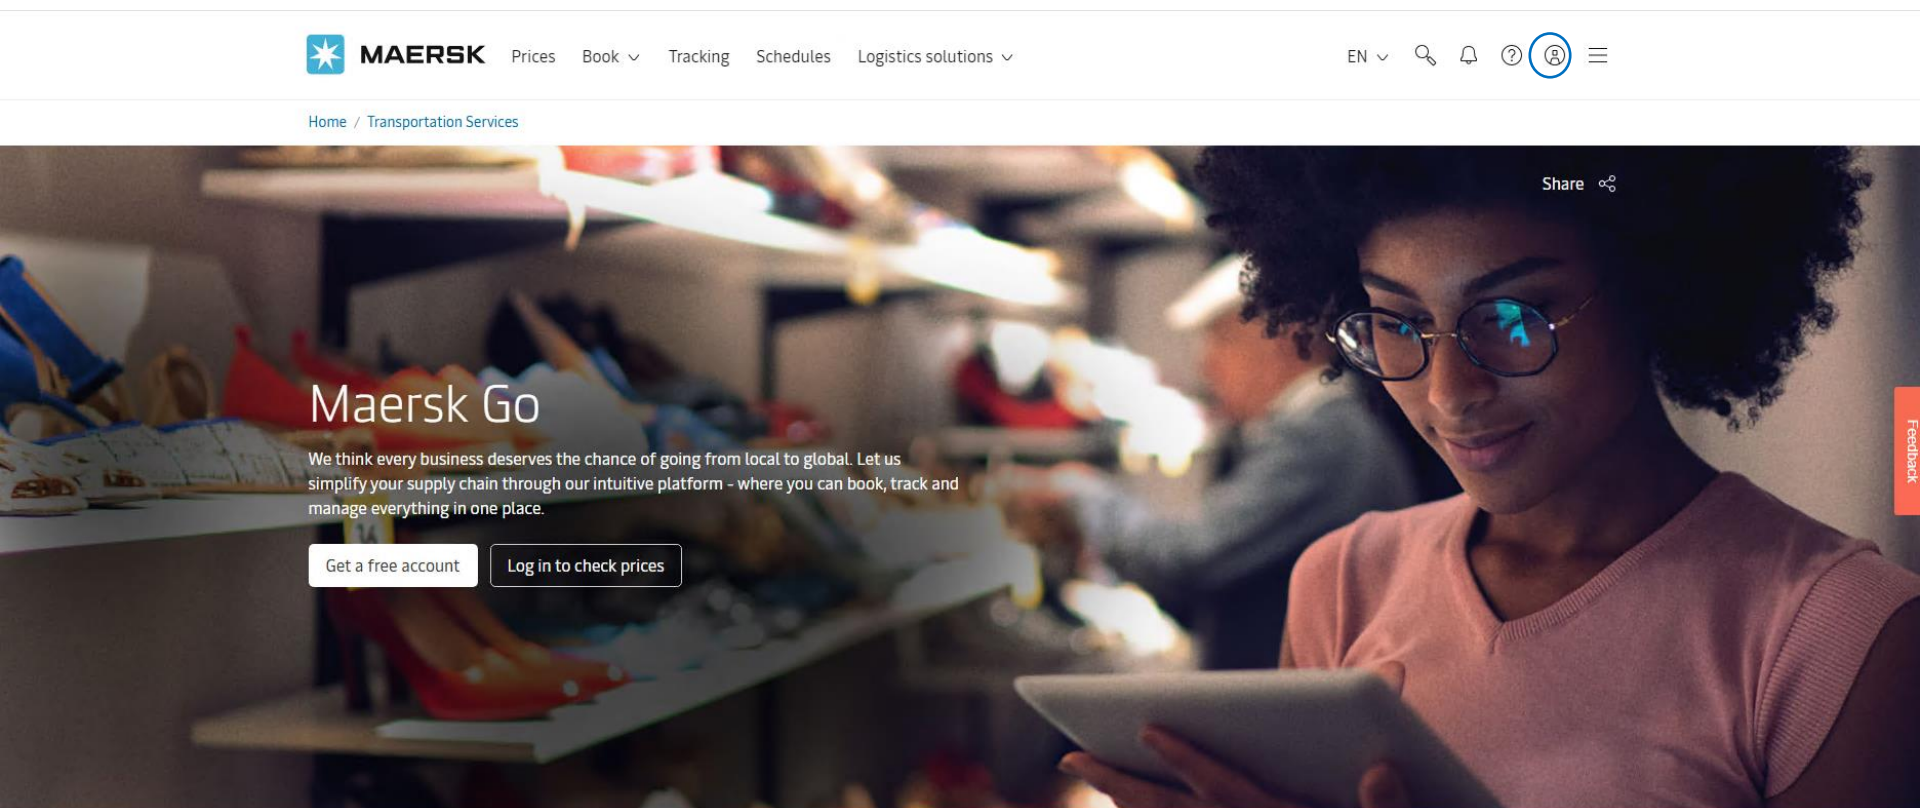 MAERSK
Prices
Book
Tracking
Schedules
Logistics solutions
EN
Home / Transportation Services
Share
Maersk Go
We think every business deserves the chance of going from local to global. Let us
simplify your supply chain through our intuitive platform - where you can book, track and
manage everything in one place.
Get a free account
Log in to check prices
Feedback